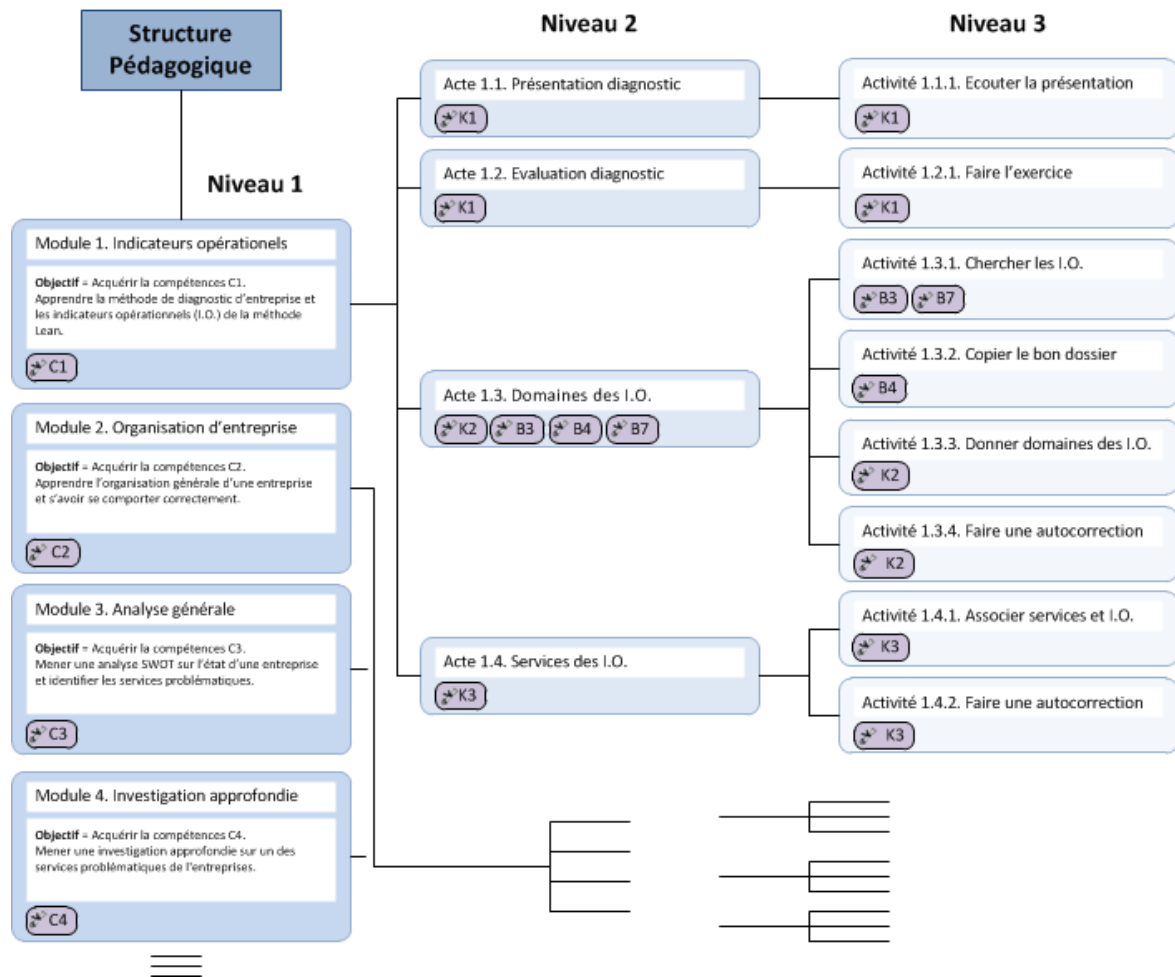 Structure
Pédagogique
Niveau 1
Niveau 2
Niveau 3
Module 1. Indicateurs opérationels
Objectif = Acquérir la compétences C1.
Apprendre la méthode de diagnostic d'entreprise et
les indicateurs opérationnels (I.O.) de la méthode
Lean.
C1
Module 2. Organisation d'entreprise
Objectif = Acquérir la compétences C2.
Apprendre l'organisation générale d'une entreprise
et s'avoir se comporter correctement.
C2
Module 3. Analyse générale
Objectif = Acquérir la compétences C3.
Mener une analyse SWOT sur l'état d'une entreprise
et identifier les services problématiques.
C3
Module 4. Investigation approfondie
Objectif = Acquérir la compétences C4.
Mener une investigation approfondie sur un des
services problématiques de l'entreprises.
C4
Acte 1.1. Présentation diagnostic
K1
Acte 1.2. Evaluation diagnostic
K1
Acte 1.3. Domaines des I.O.
K2 B3 B4 B7
Acte 1.4. Services des I.O.
K3
Activité 1.1.1. Ecouter la présentation
K1
Activité 1.2.1. Faire l'exercice
K1
Activité 1.3.1. Chercher les I.O.
B3 B7
Activité 1.3.2. Copier le bon dossier
B4
Activité 1.3.3. Donner domaines des I.O.
K2
Activité 1.3.4. Faire une autocorrection
K2
Activité 1.4.1. Associer services et I.O.
K3
Activité 1.4.2. Faire une autocorrection
K3